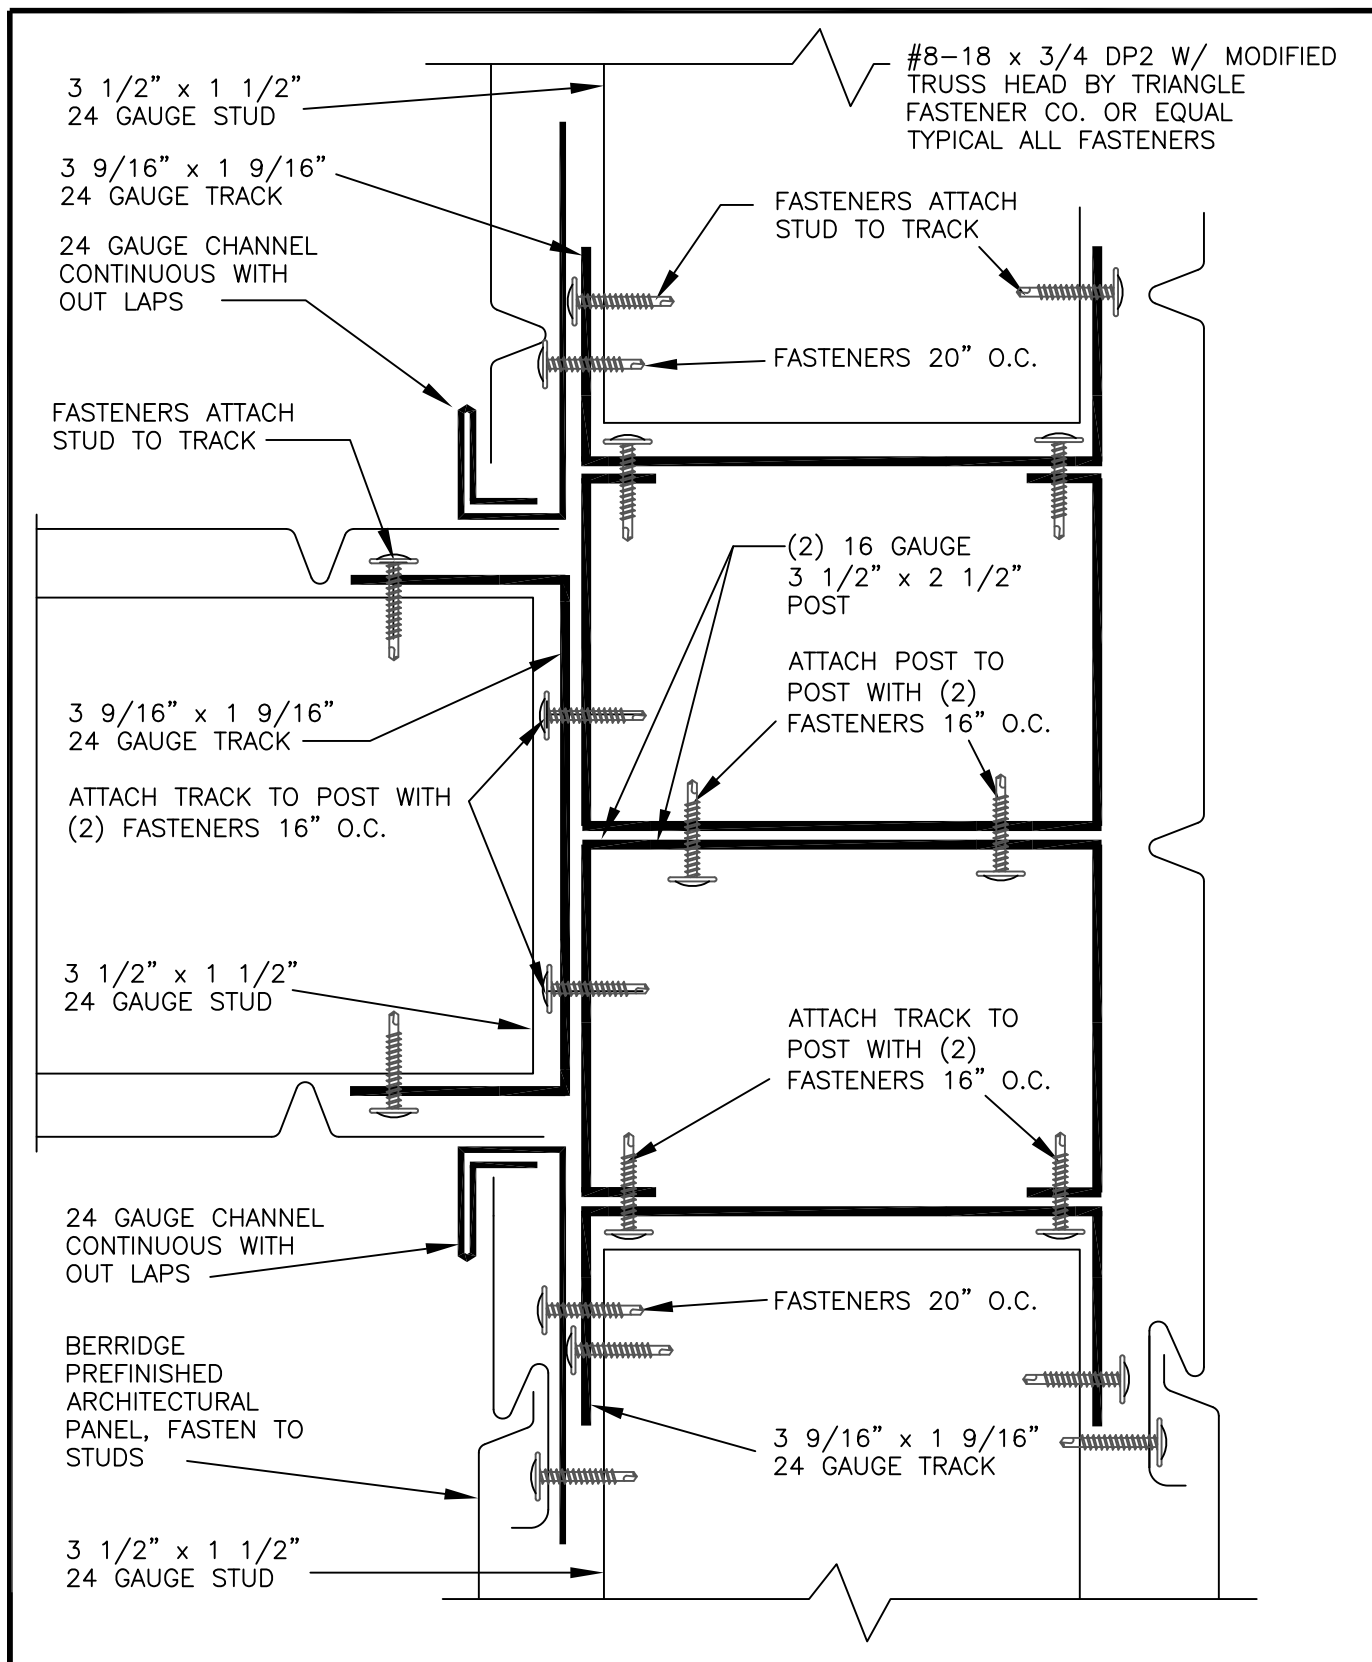 3 1/2" x 1 1/2"
24 GAUGE STUD
#8-18 x 3/4 DP2 W/ MODIFIED
TRUSS HEAD BY TRIANGLE
FASTENER CO. OR EQUAL
TYPICAL ALL FASTENERS
3 9/16" x 1 9/16"
24 GAUGE TRACK
FASTENERS ATTACH
STUD TO TRACK
24 GAUGE CHANNEL
CONTINUOUS WITH
OUT LAPS
FASTENERS 20" O.C.
FASTENERS ATTACH
STUD TO TRACK
(2) 16 GAUGE
3 1/2" x 2 1/2"
POST
ATTACH POST TO
POST WITH (2)
FASTENERS 16" O.C.
3 9/16" x 1 9/16"
24 GAUGE TRACK
ATTACH TRACK TO POST WITH
(2) FASTENERS 16" O.C.
3 1/2" x 1 1/2"
24 GAUGE STUD
ATTACH TRACK TO
POST WITH (2)
FASTENERS 16" O.C.
24 GAUGE CHANNEL
CONTINUOUS WITH
OUT LAPS
FASTENERS 20" O.C.
BERRIDGE
PREFINISHED
ARCHITECTURAL
PANEL, FASTEN TO
STUDS
3 9/16" x 1 9/16"
24 GAUGE TRACK
3 1/2" x 1 1/2"
24 GAUGE STUD